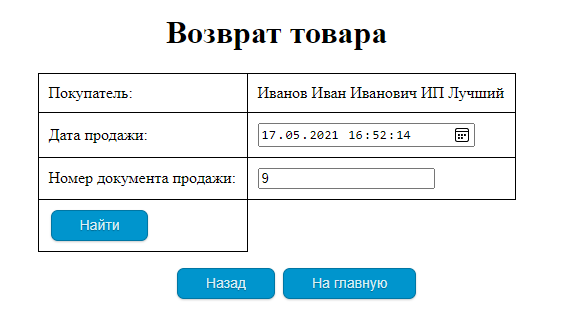 Возврат товара
Покупатель: Иванов Иван Иванович ИП Лучший
Дата продажи: 17.05.2021 16:52:14
Номер документа продажи: 9
Найти
Назад На главную